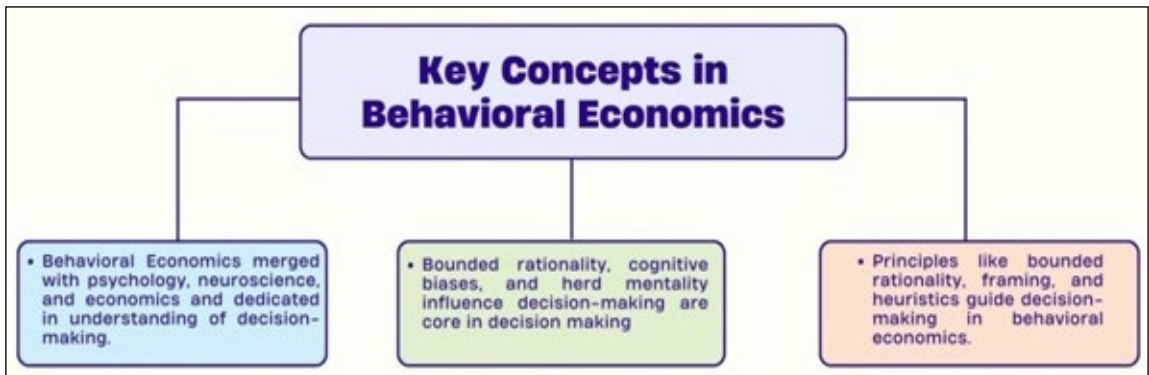 Key Concepts in
Behavioral Economics
• Behavioral Economics merged
with psychology, neuroscience,
and economics and dedicated
in understanding of decision-
making.
• Bounded rationality, cognitive
biases, and herd mentality
influence decision-making are
core in decision making
• Principles like bounded
rationality, framing, and
heuristics guide decision-
making in behavioral
economics.